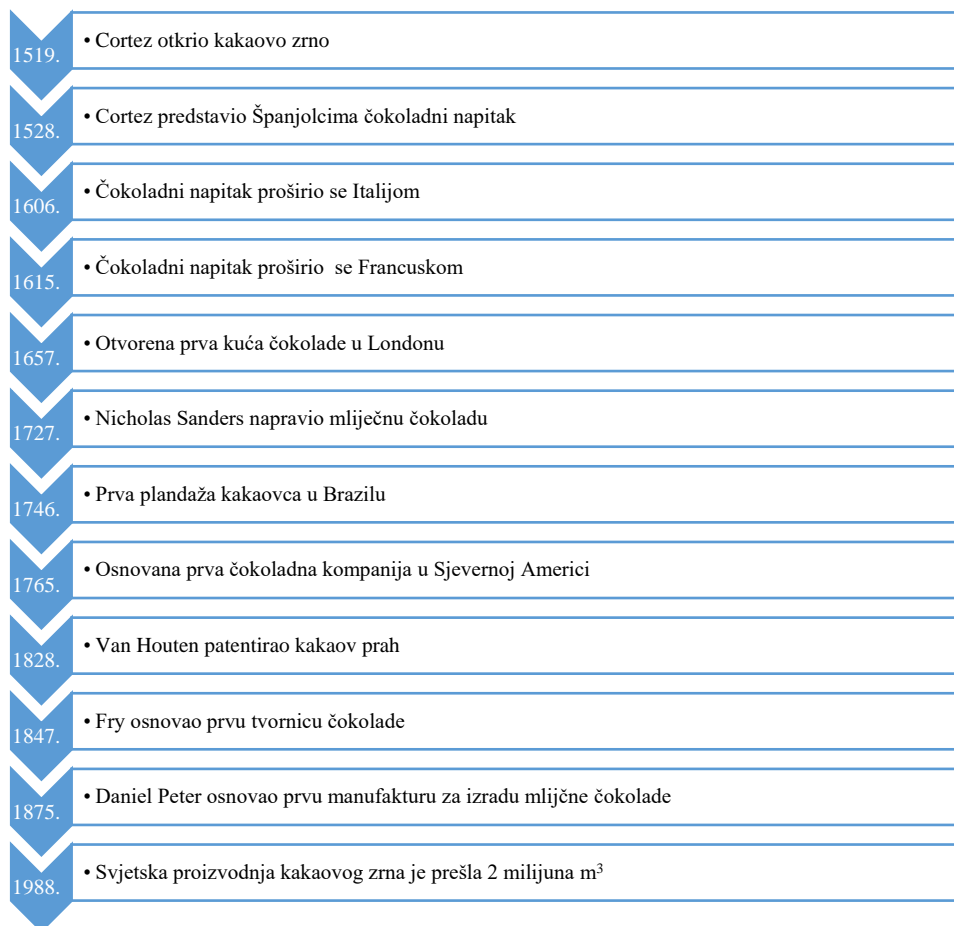 1519.
• Cortez otkrio kakaovo zrno
1528.
• Cortez predstavio Španjolcima čokoladni napitak
1606.
• Čokoladni napitak proširio se Italijom
1615.
• Čokoladni napitak proširio  se Francuskom
1657.
• Otvorena prva kuća čokolade u Londonu
1727.
• Nicholas Sanders napravio mliječnu čokoladu
1746.
• Prva plandaža kakaovca u Brazilu
1765.
• Osnovana prva čokoladna kompanija u Sjevernoj Americi
1828.
• Van Houten patentirao kakaov prah
1847.
• Fry osnovao prvu tvornicu čokolade
1875.
• Daniel Peter osnovao prvu manufakturu za izradu mlijčne čokolade
1988.
• Svjetska proizvodnja kakaovog zrna je prešla 2 milijuna m³